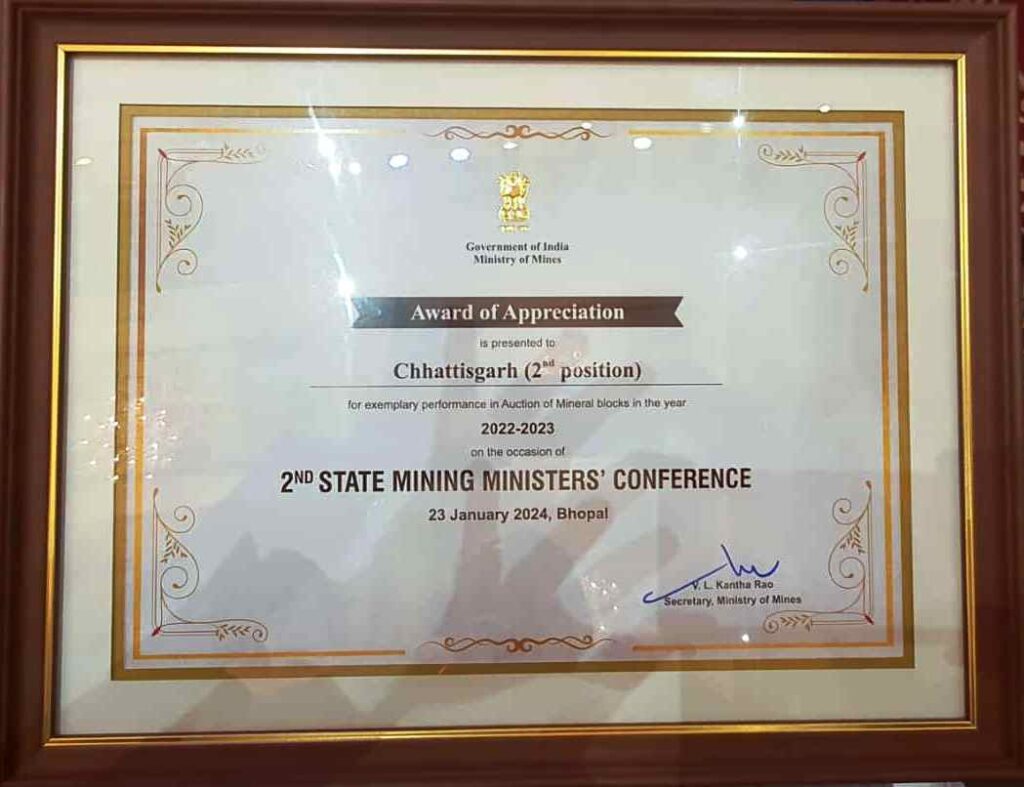 Government of India
Ministry of Mines
Award of Appreciation
is presented to
Chhattisgarh (2nd position)
for exemplary performance in Auction of Mineral blocks in the year
2022-2023
on the occasion of
2ND STATE MINING MINISTERS' CONFERENCE
23 January 2024, Bhopal
V. L. Kantha Rao
Secretary, Ministry of Mines